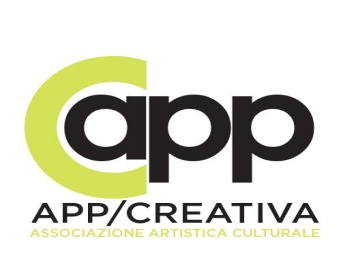 Capp
APP/CREATIVA
ASSOCIAZIONE ARTISTICA CULTURALE